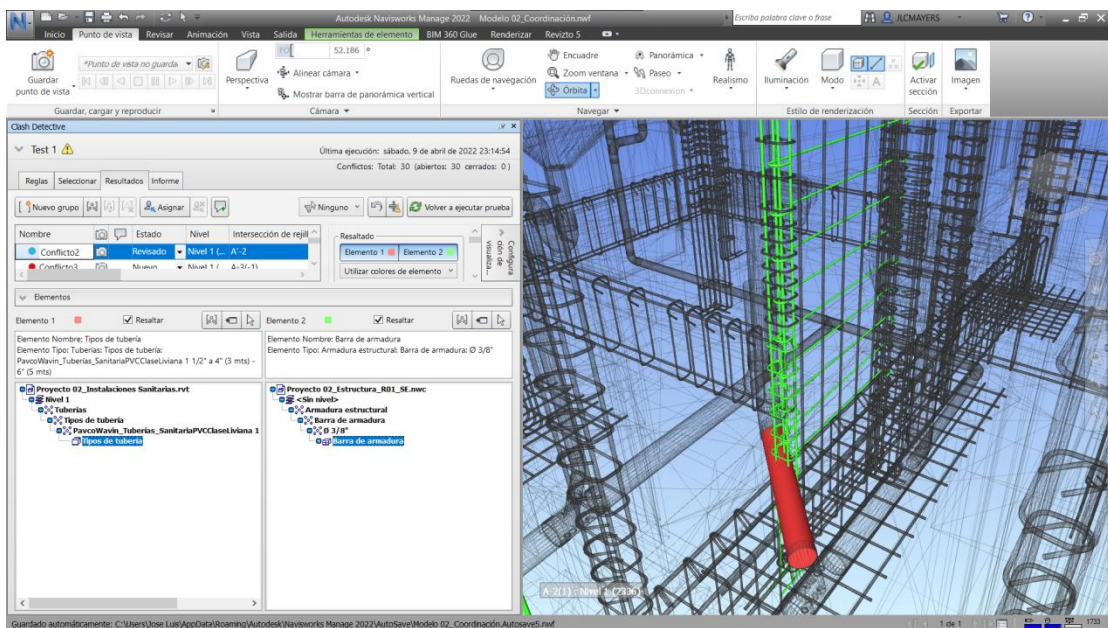 Autodesk Navisworks Manage 2022 Modelo 02_Coordinación.nwf
Escriba palabra clave o frase
JLCMAYERS
Inicio Punto de vista Revisar Animación Vista Salida Herramientas de elemento BIM 360 Glue Renderizar Revizto 5
Guardar punto de vista
*Punto de vista no guarda
Perspectiva
52.186 °
Alinear cámara
Mostrar barra de panorámica vertical
Ruedas de navegación
Encuadre
Zoom ventana
Órbita
Panorámica
Paseo
3Dconnexion
Realismo
Iluminación
Modo
Activar sección
Imagen
Guardar, cargar y reproducir Cámara Navegar Estilo de renderización Sección Exportar
Clash Detective
Test 1
Última ejecución: sábado, 9 de abril de 2022 23:14:54
Conflictos: Total: 30 (abiertos: 30 cerrados: 0)
Reglas Seleccionar Resultados Informe
Nuevo grupo Asignar Ninguno Volver a ejecutar prueba
Nombre Estado Nivel Intersección de rejill
Conflicto2 Revisado Nivel 1 (... A'-2
Conflicto3 Nuevo Nivel 1 ( A-3(-1)
Resaltado
Elemento 1 Elemento 2
Utilizar colores de elemento
Configura ción de visualiza...
Elementos
Elemento 1 Resaltar Elemento 2 Resaltar
Elemento Nombre: Tipos de tubería
Elemento Tipo: Tuberías: Tipos de tubería:
PavcoWavin_Tuberías_SanitariaPVCClaseLiviana 1 1/2" a 4" (3 mts) -
6" (5 mts)
Elemento Nombre: Barra de armadura
Elemento Tipo: Armadura estructural: Barra de armadura: Ø 3/8"
Proyecto 02_Instalaciones Sanitarias.rvt
Nivel 1
Tuberías
Tipos de tubería
PavcoWavin_Tuberías_SanitariaPVCClaseLiviana 1
Tipos de tubería
Proyecto 02_Estructura_R01_SE.nwc
<Sin nivel>
Armadura estructural
Barra de armadura
Ø 3/8"
Barra de armadura
A-2(1) : Nivel 1 (2336)
Guardado automáticamente: C:\Users\Jose Luis\AppData\Roaming\Autodesk\Navisworks Manage 2022\AutoSave\Modelo 02_Coordinación.Autosave5.nwf
1 de 1
1733